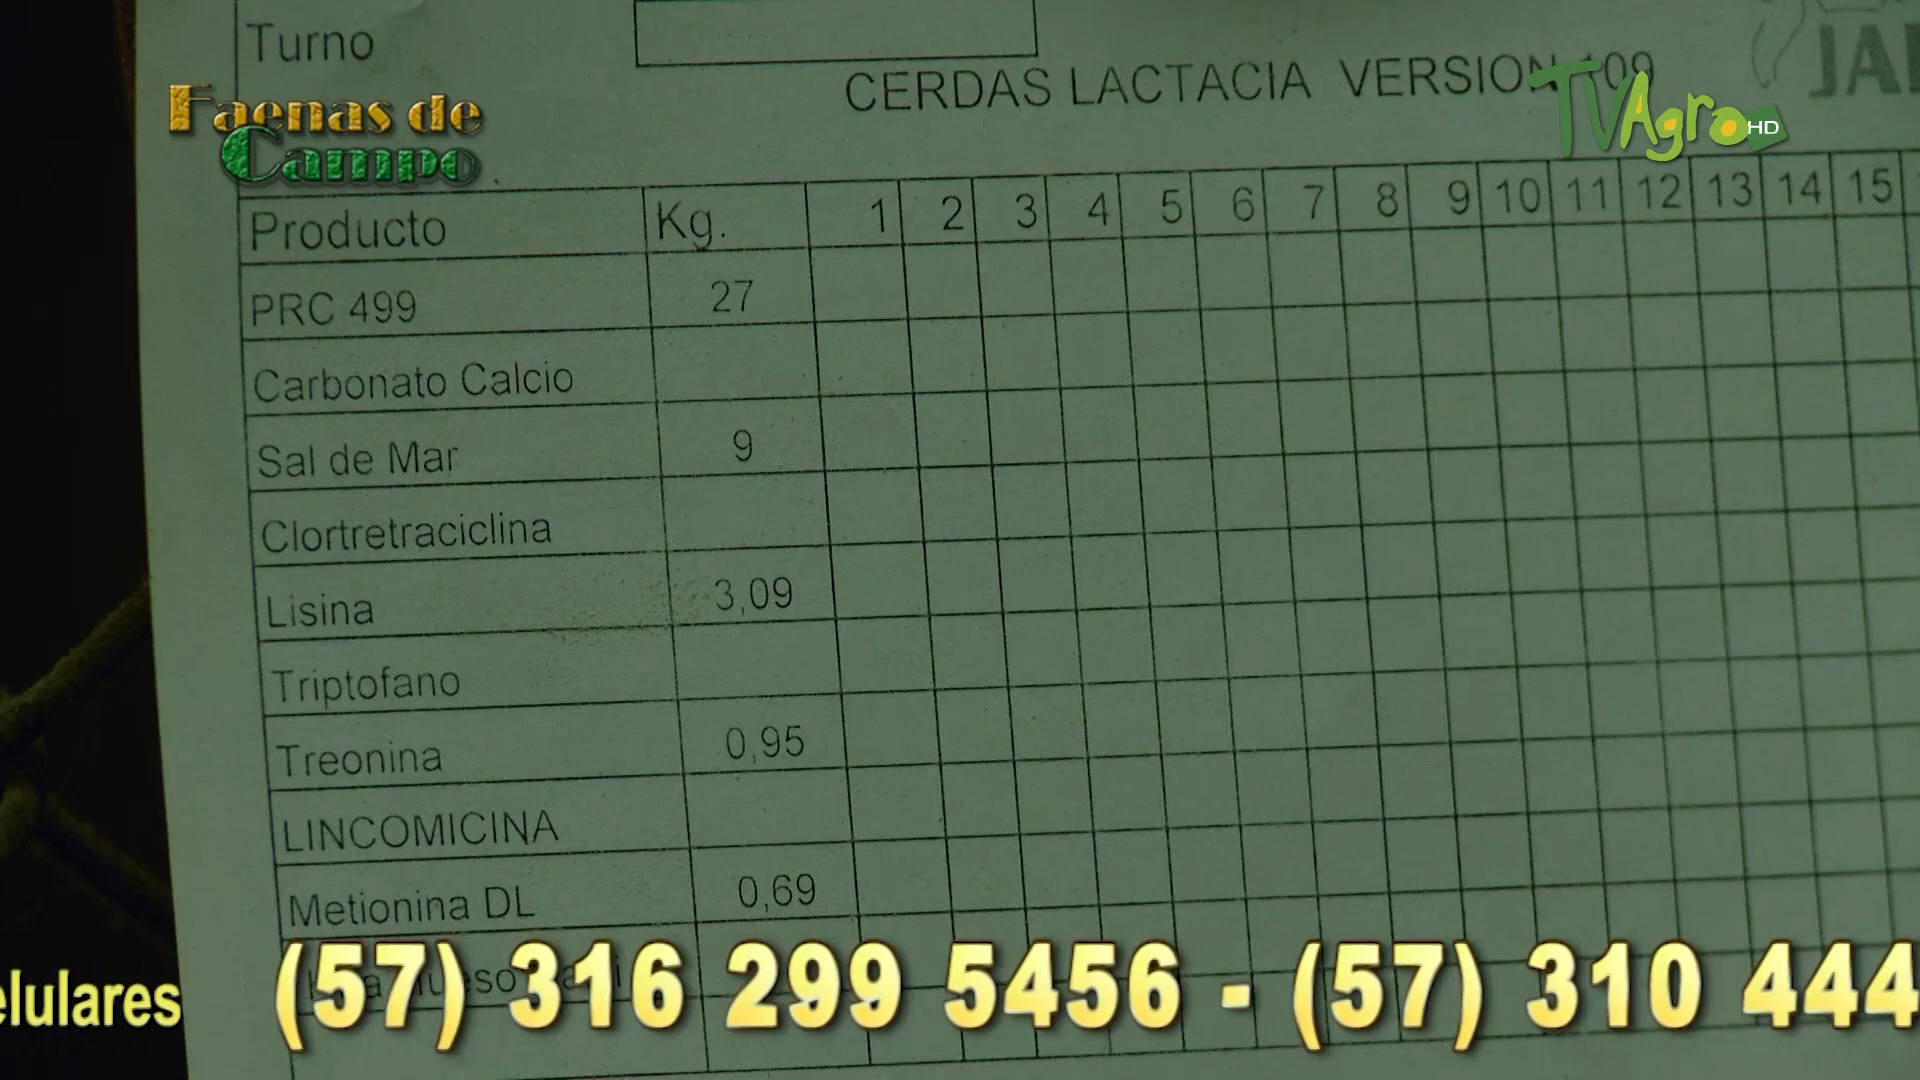 Turno
CERDAS LACTACIA VERSION 109
JA
Faenas de
Campo
TVAgro HD
Producto Kg. 1 2 3 4 5 6 7 8 9 10 11 12 13 14 15
PRC 499 27
Carbonato Calcio
Sal de Mar 9
Clortretraciclina
Lisina 3,09
Triptofano
Treonina 0,95
LINCOMICINA
Metionina DL 0,69
elulares (57) 316 299 5456 - (57) 310 444